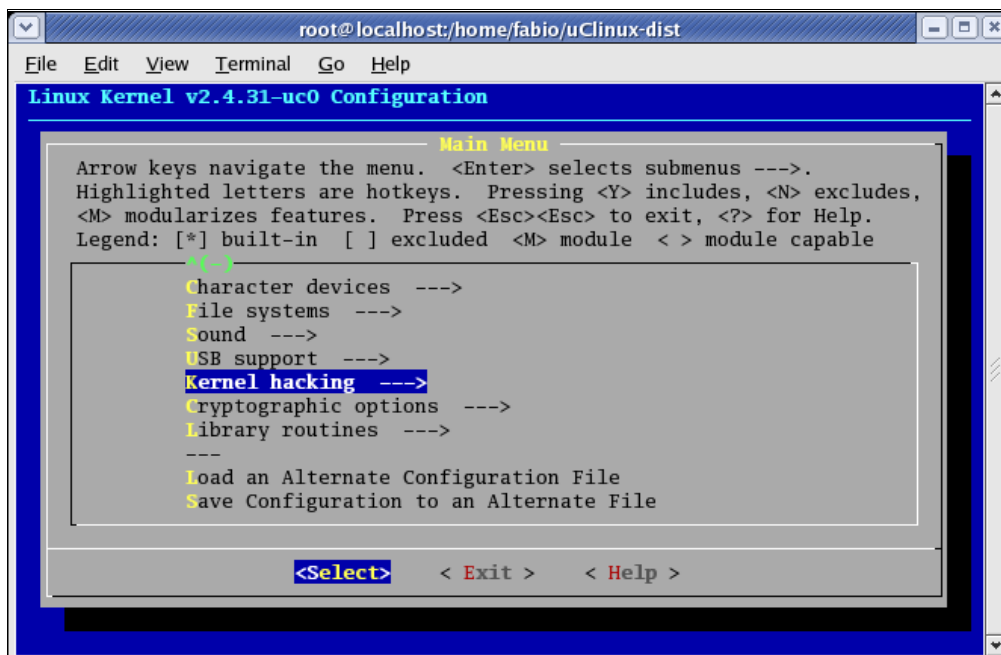 root@localhost:/home/fabio/uClinux-dist
File Edit View Terminal Go Help
Linux Kernel v2.4.31-uc0 Configuration
Main Menu
Arrow keys navigate the menu. <Enter> selects submenus --->.
Highlighted letters are hotkeys. Pressing <Y> includes, <N> excludes,
<M> modularizes features. Press <Esc><Esc> to exit, <?> for Help.
Legend: [*] built-in [ ] excluded <M> module < > module capable
^(-)
Character devices --->
File systems --->
Sound --->
USB support --->
Kernel hacking --->
Cryptographic options --->
Library routines --->
---
Load an Alternate Configuration File
Save Configuration to an Alternate File
<Select> < Exit > < Help >